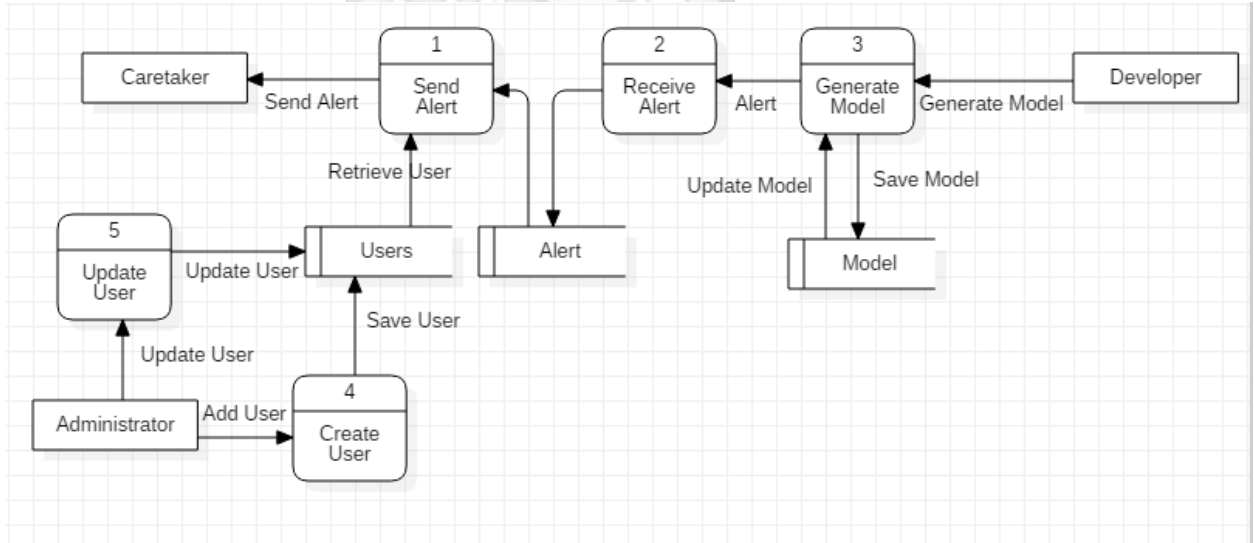 1
2
3
Caretaker
Send
Alert
Receive
Alert
Generate
Model
Developer
Send Alert
Alert
Generate Model
Retrieve User
Update Model
Save Model
5
Update
User
Update User
Users
Alert
Model
Save User
Update User
4
Administrator
Add User
Create
User